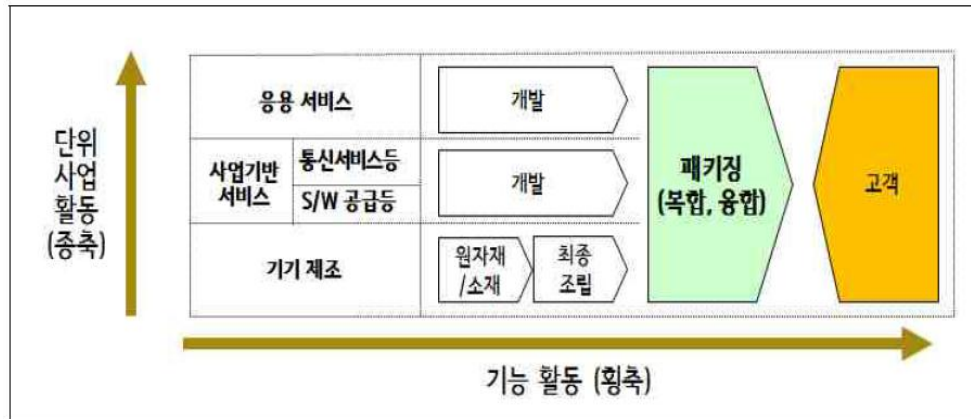 단위
사업
활동
(종축)
응용 서비스
개발
사업기반
서비스
통신서비스등
S/W 공급등
개발
기기 제조
원자재
/소재
최종
조립
패키징
(목합, 융합)
고객
기능 활동 (횡축)